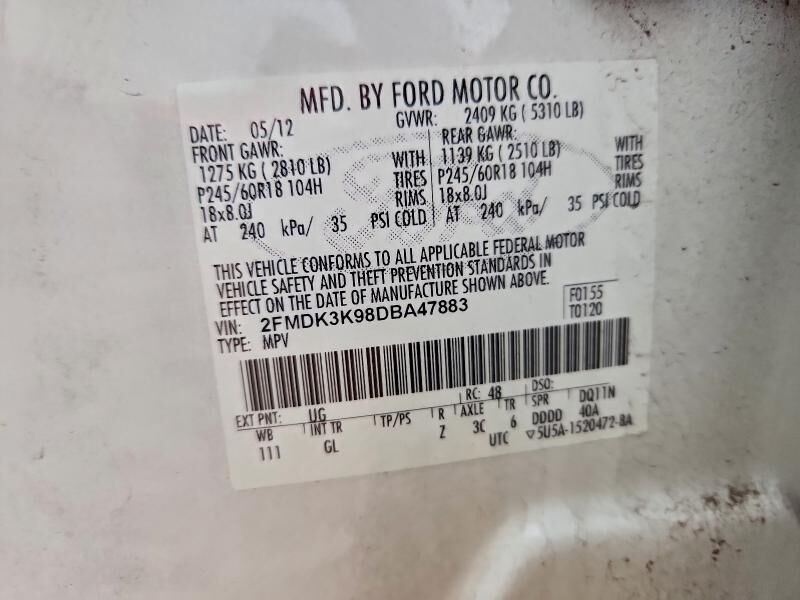 MFD. BY FORD MOTOR CO.
DATE: 05/12 GVWR: 2409 KG ( 5310 LB)
FRONT GAWR: REAR GAWR:
1275 KG ( 2810 LB) WITH 1139 KG ( 2510 LB) WITH
P245/60R18 104H TIRES P245/60R18 104H TIRES
18x8.0J RIMS 18x8.0J RIMS
AT 240 kPa/ 35 PSI COLD AT 240 kPa/ 35 PSI COLD
THIS VEHICLE CONFORMS TO ALL APPLICABLE FEDERAL MOTOR
VEHICLE SAFETY AND THEFT PREVENTION STANDARDS IN
EFFECT ON THE DATE OF MANUFACTURE SHOWN ABOVE.
VIN: 2FMDK3K98DBA47883 F0155
TYPE: MPV T0120
EXT PNT: UG RC: 48 DSO:
WB INT TR TP/PS R AXLE TR SPR DQ11N
111 GL Z 3C 6 DDDD 40A
UTC ▽5U5A-1520472-BA